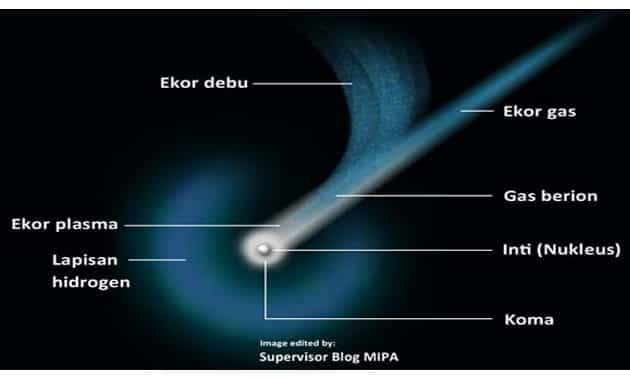 Ekor debu
Ekor gas
Gas berion
Ekor plasma
Inti (Nukleus)
Lapisan
hidrogen
Koma
Image edited by:
Supervisor Blog MIPA